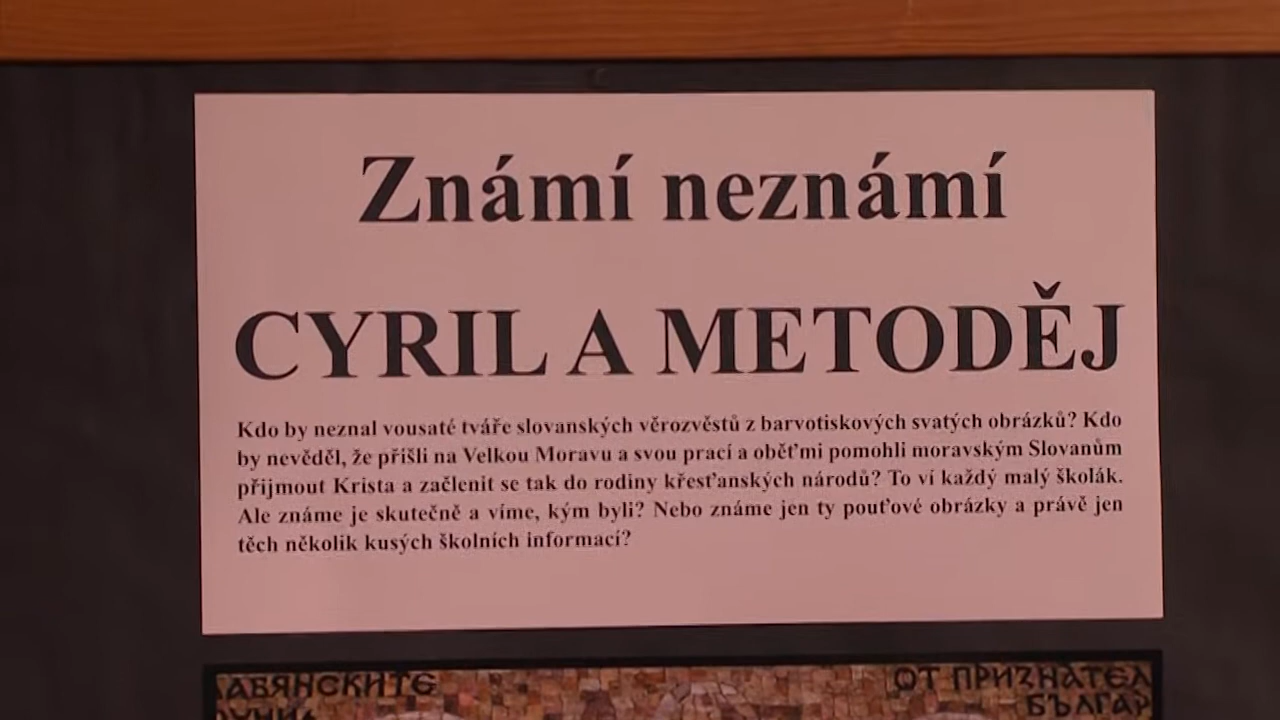 Známí neznámí
CYRIL A METODĚJ
Kdo by neznal vousaté tváře slovanských věrozvěstů z barvotiskových svatých obrázků? Kdo
by nevěděl, že přišli na Velkou Moravu a svou prací a oběťmi pomohli moravským Slovanům
přijmout Krista a začlenit se tak do rodiny křesťanských národů? To ví každý malý školák.
Ale známe je skutečně a víme, kým byli? Nebo známe jen ty pouťové obrázky a právě jen
těch několik kusých školních informací?
ОТ